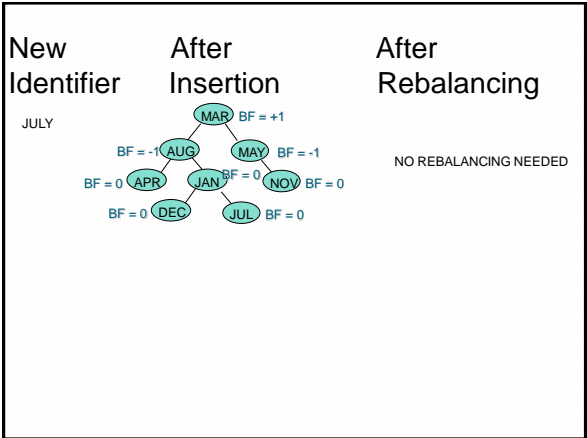 New Identifier
After Insertion
After Rebalancing
JULY
MAR BF = +1
BF = -1 AUG MAY BF = -1
NO REBALANCING NEEDED
BF = 0 APR JAN BF = 0 NOV BF = 0
BF = 0 DEC JUL BF = 0